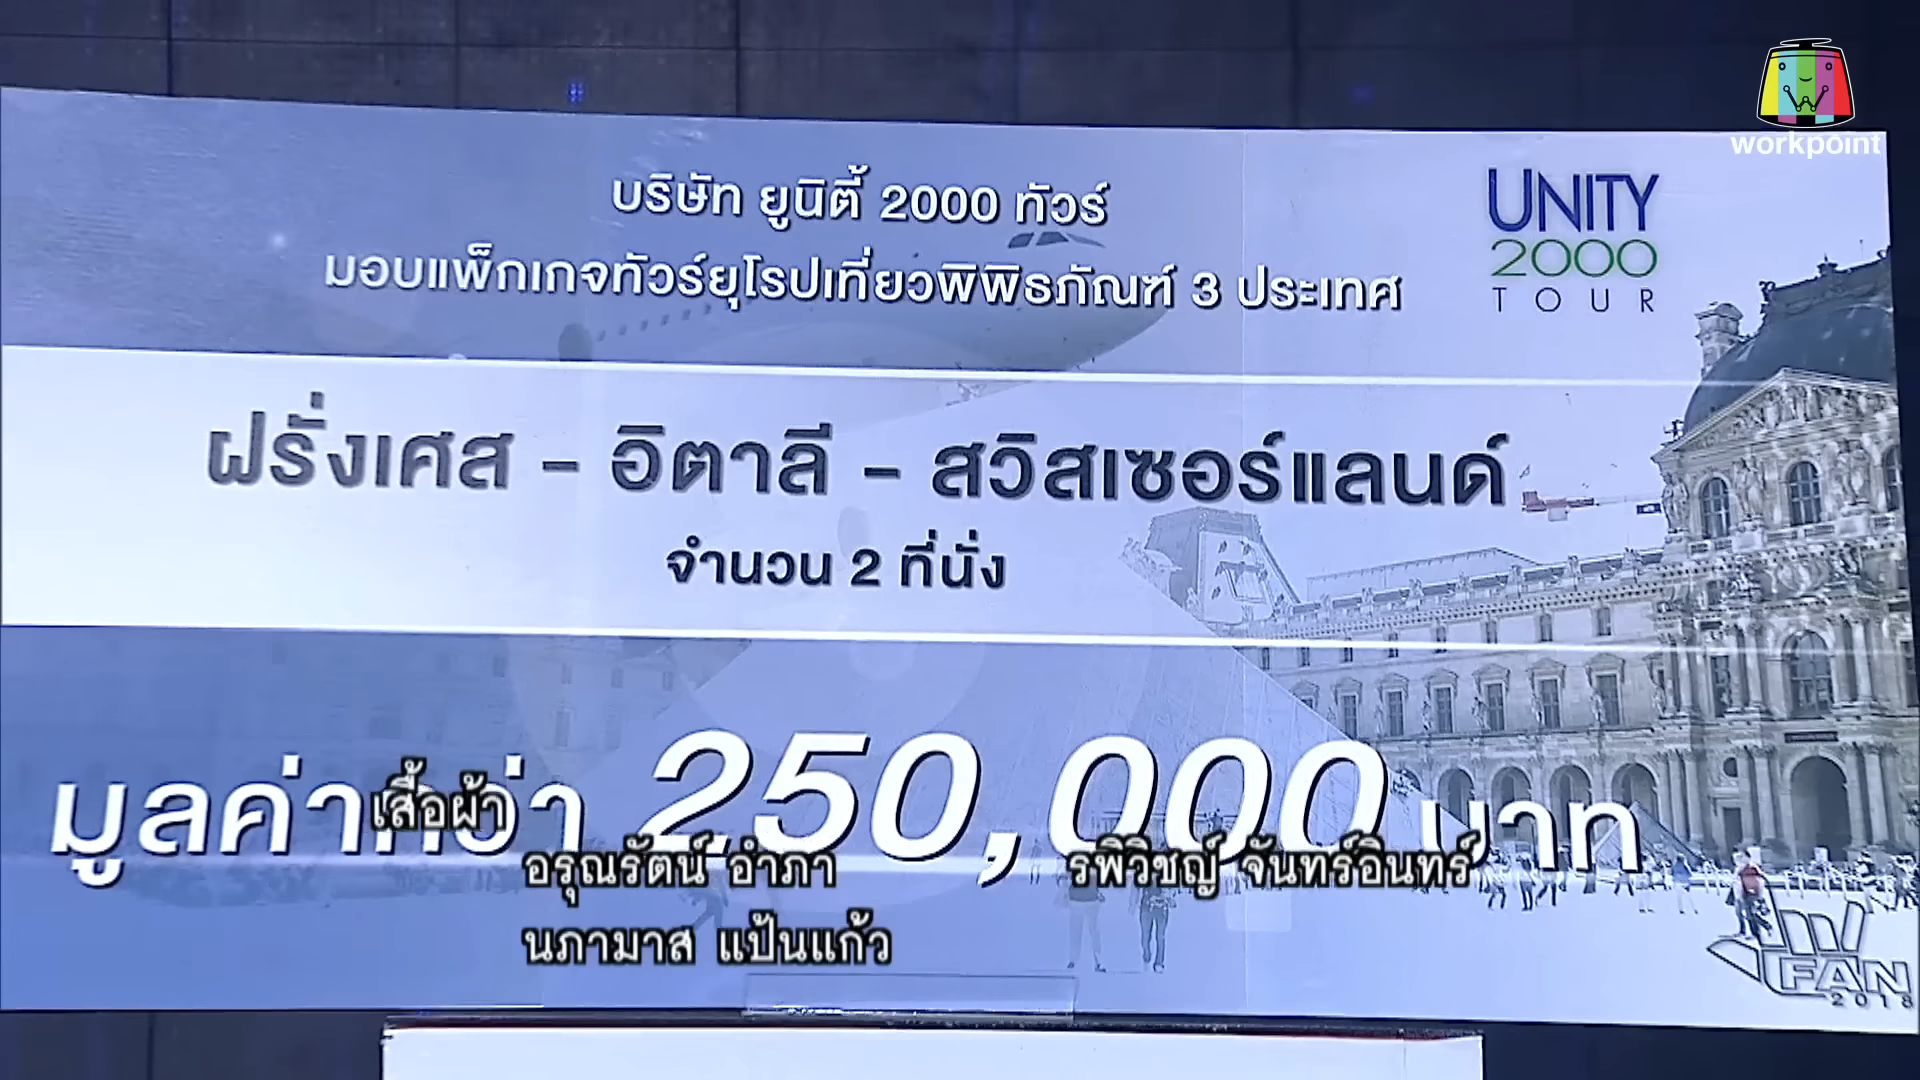 workpoint
บริษัท ยูนิตี้ 2000 ทัวร์
มอบแพ็กเกจทัวร์ยุโรปเที่ยวพิพิธภัณฑ์ 3 ประเทศ
UNITY
2000
TOUR
ฝรั่งเศส - อิตาลี - สวิสเซอร์แลนด์
จำนวน 2 ที่นั่ง
มูลค่ากว่า 250,000 บาท
เสื้อผ้า
อรุณรัตน์ อำภา รพิวิชญ์ จันทร์อินทร์
นภามาส แป้นแก้ว
FAN
2018